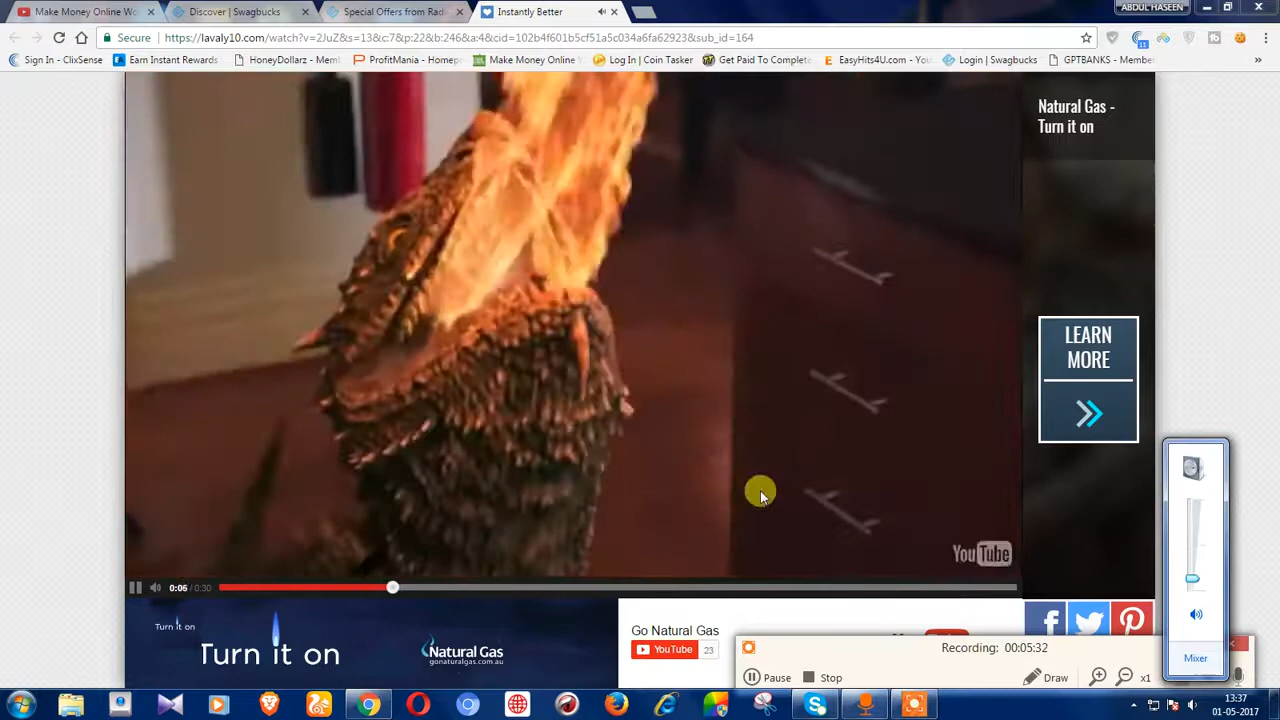 Make Money Online Wo
Discover | Swagbucks
Special Offers from Radi
Instantly Better
ABDUL HASEEN
Secure
https://lavaly10.com/watch?v=2JuZ&s=13&c:7&p:22&b:246&a:4&cid=102b4f601b5cf51a5c034a6fa62923&sub_id=164
Sign In - ClixSense
Earn Instant Rewards
HoneyDollarz - Mem
ProfitMania - Homep
Make Money Online
Log In | Coin Tasker
Get Paid To Complete
EasyHits4U.com - You
Login | Swagbucks
GPTBANKS - Membe
Natural Gas -
Turn it on
LEARN
MORE
YouTube
0:06 / 0:30
Turn it on
Turn it on
Natural Gas
gonaturalgas.com.au
Go Natural Gas
YouTube 23
Recording: 00:05:32
Pause
Stop
Draw
x1
Mixer
13:37
01-05-2017